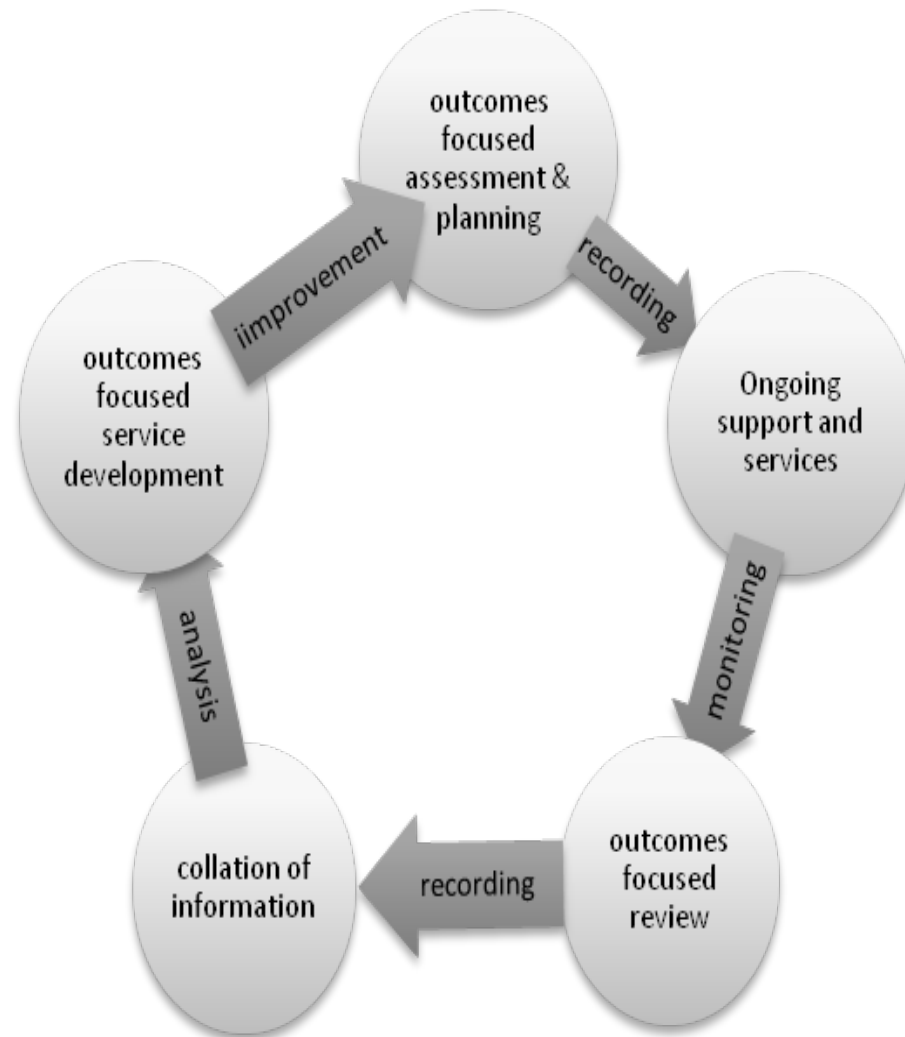 outcomes
focused
assessment &
planning
recording
Ongoing
support and
services
monitoring
outcomes
focused
review
recording
collation of
information
analysis
outcomes
focused
service
development
iimprovement